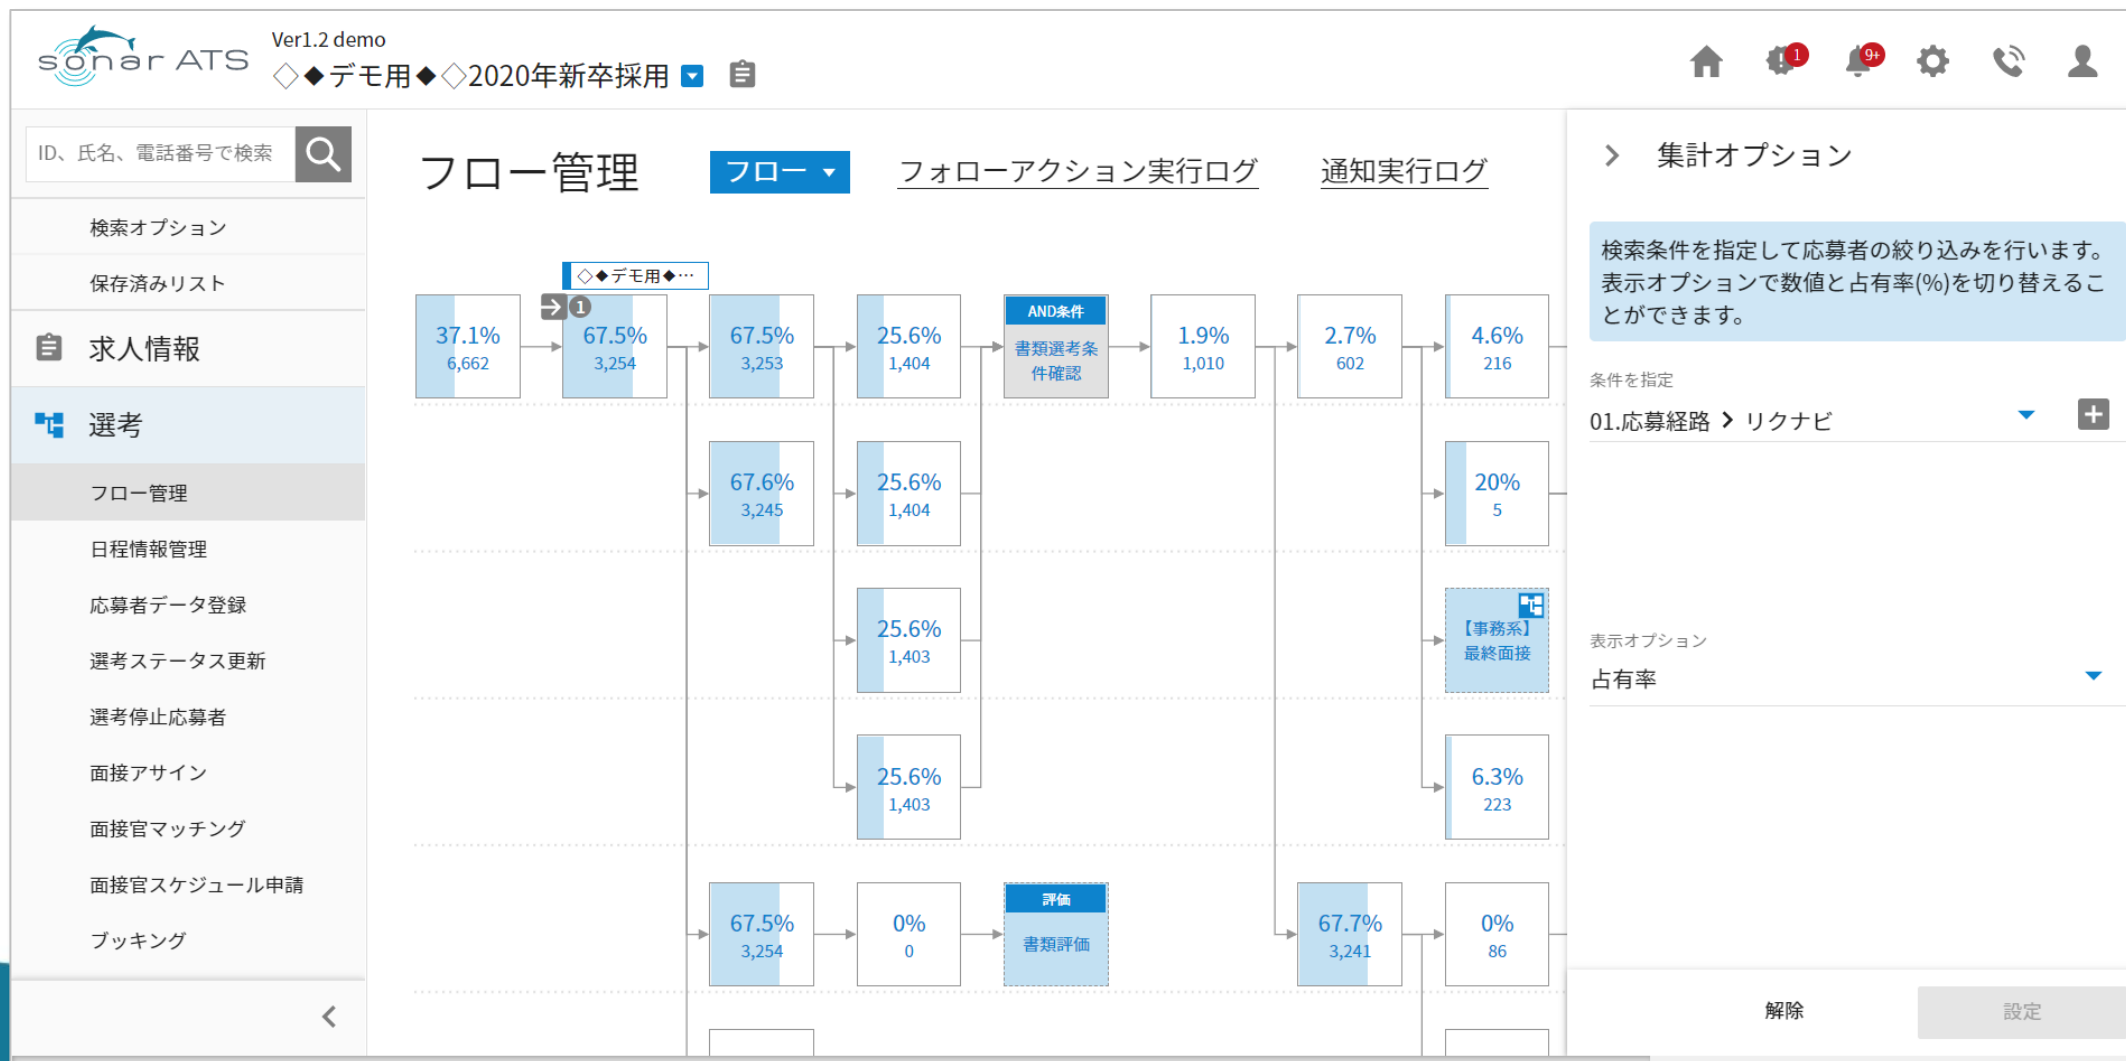 sonar ATS
Ver1.2 demo
◇◆デモ用◆◇2020年新卒採用
1
9+
ID、氏名、電話番号で検索
検索オプション
保存済みリスト
求人情報
選考
フロー管理
日程情報管理
応募者データ登録
選考ステータス更新
選考停止応募者
面接アサイン
面接官マッチング
面接官スケジュール申請
ブッキング
フロー管理
フロー
フォローアクション実行ログ
通知実行ログ
◇◆デモ用◆…
1
37.1%
6,662
67.5%
3,254
67.5%
3,253
25.6%
1,404
AND条件
書類選考条
件確認
1.9%
1,010
2.7%
602
4.6%
216
67.6%
3,245
25.6%
1,404
20%
5
25.6%
1,403
【事務系】
最終面接
25.6%
1,403
6.3%
223
67.5%
3,254
0%
0
評価
書類評価
67.7%
3,241
0%
86
集計オプション
検索条件を指定して応募者の絞り込みを行います。
表示オプションで数値と占有率(%)を切り替えるこ
とができます。
条件を指定
01.応募経路 > リクナビ
表示オプション
占有率
解除
設定